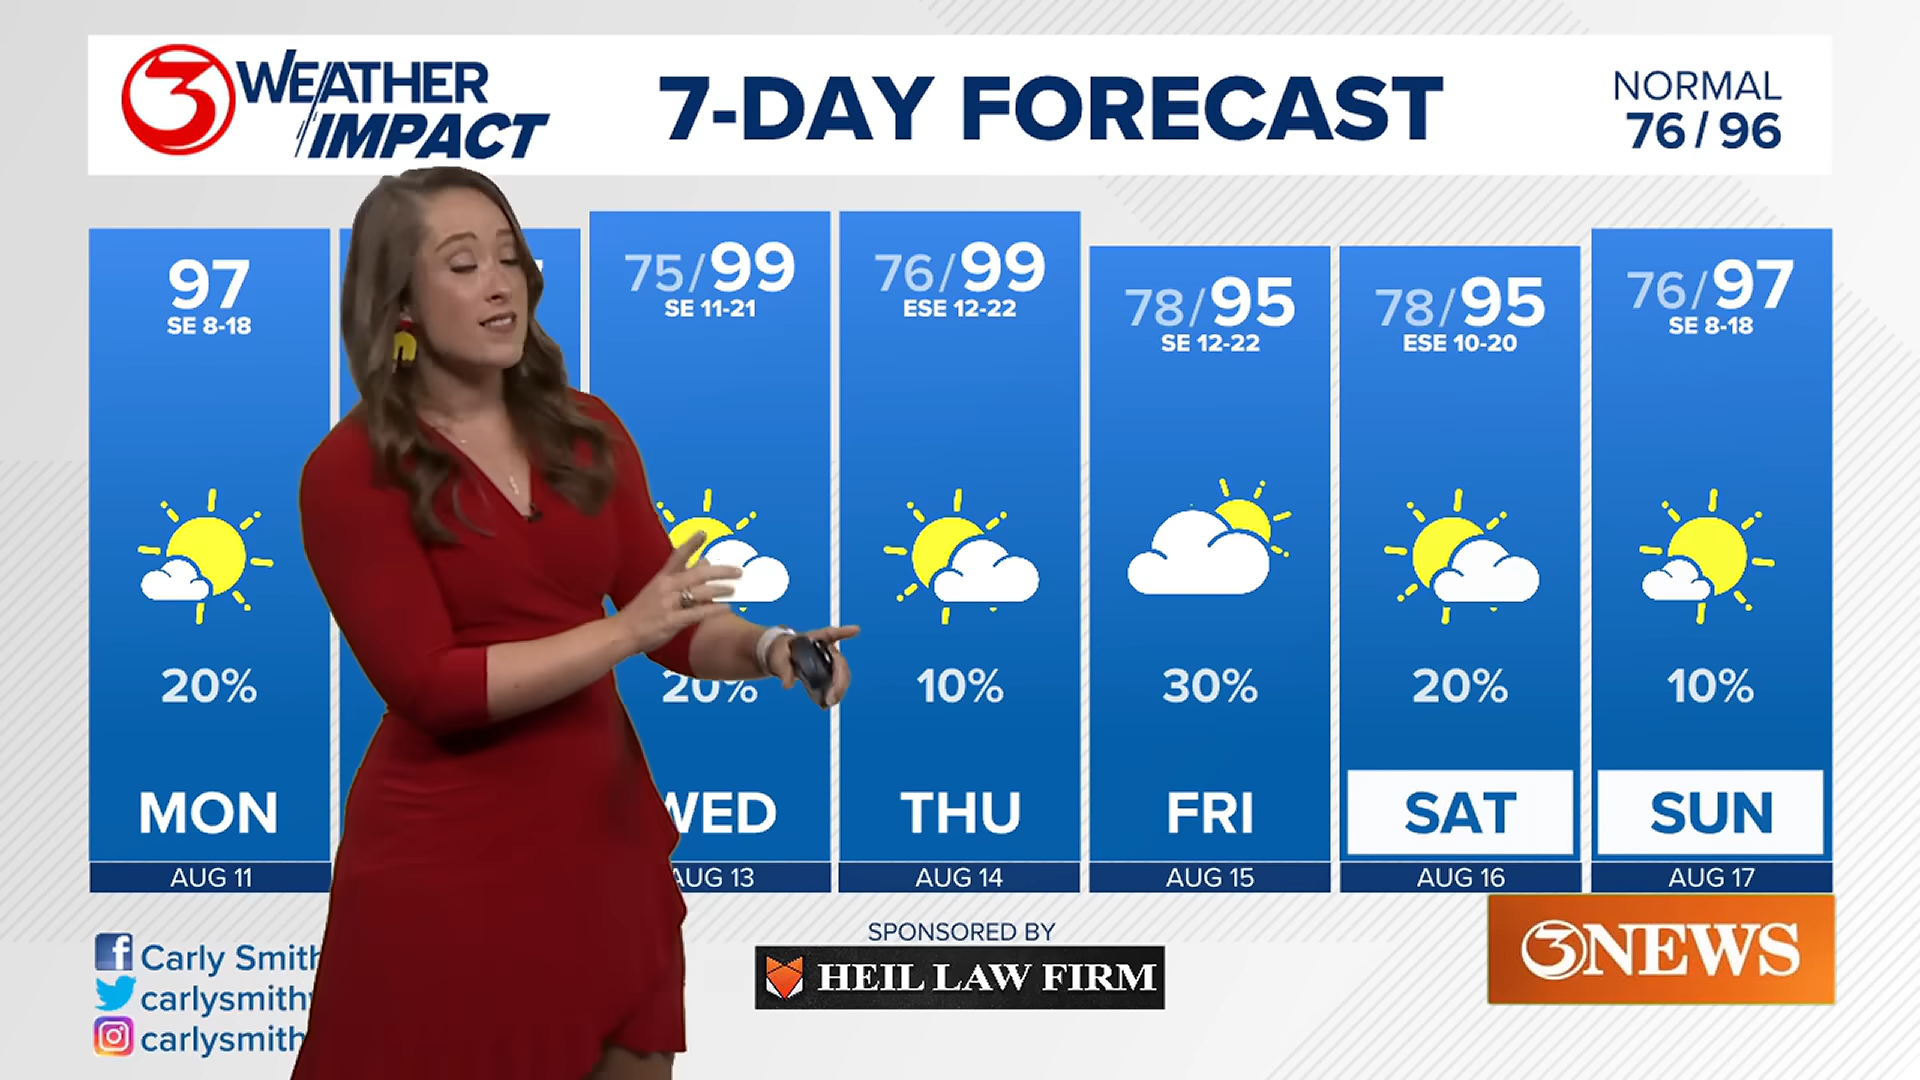 3 WEATHER IMPACT
7-DAY FORECAST
NORMAL
76 / 96
97
SE 8-18
20%
MON
AUG 11
75/99
SE 11-21
20%
WED
AUG 13
76/99
ESE 12-22
10%
THU
AUG 14
78/95
SE 12-22
30%
FRI
AUG 15
78/95
ESE 10-20
20%
SAT
AUG 16
76/97
SE 8-18
10%
SUN
AUG 17
Carly Smith
carlysmith
carlysmith
SPONSORED BY
HEIL LAW FIRM
3NEWS